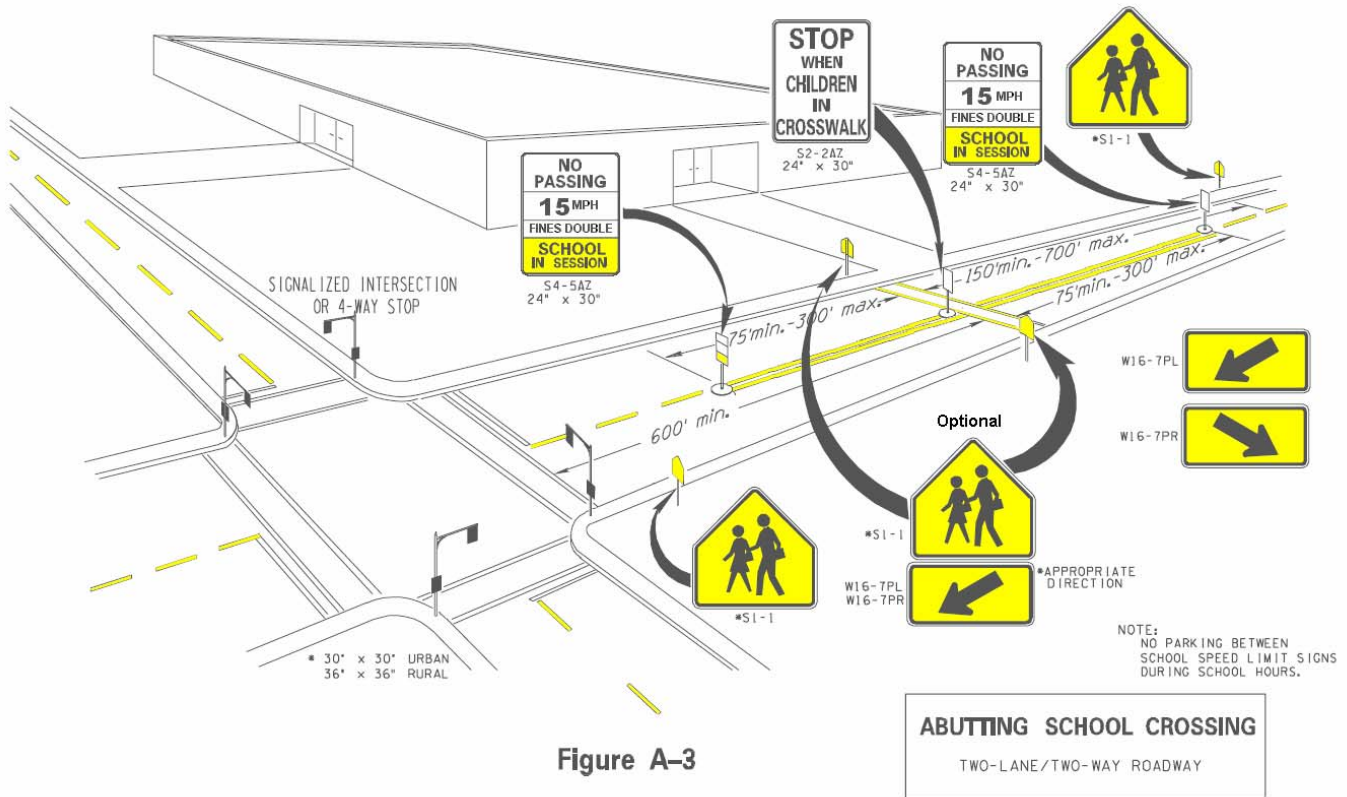 STOP
WHEN
CHILDREN
IN
CROSSWALK
S2-2AZ
24" x 30"
NO
PASSING
15 MPH
FINES DOUBLE
SCHOOL
IN SESSION
S4-5AZ
24" x 30"
*S1-1
NO
PASSING
15 MPH
FINES DOUBLE
SCHOOL
IN SESSION
S4-5AZ
24" x 30"
SIGNALIZED INTERSECTION
OR 4-WAY STOP
75'min.-300' max.
150'min.-700' max.
75'min.-300' max.
600' min.
W16-7PL
W16-7PR
Optional
*S1-1
W16-7PL
W16-7PR
*APPROPRIATE
DIRECTION
*S1-1
* 30" x 30" URBAN
36" x 36" RURAL
NOTE:
NO PARKING BETWEEN
SCHOOL SPEED LIMIT SIGNS
DURING SCHOOL HOURS.
Figure A–3
ABUTTING SCHOOL CROSSING
TWO-LANE/TWO-WAY ROADWAY